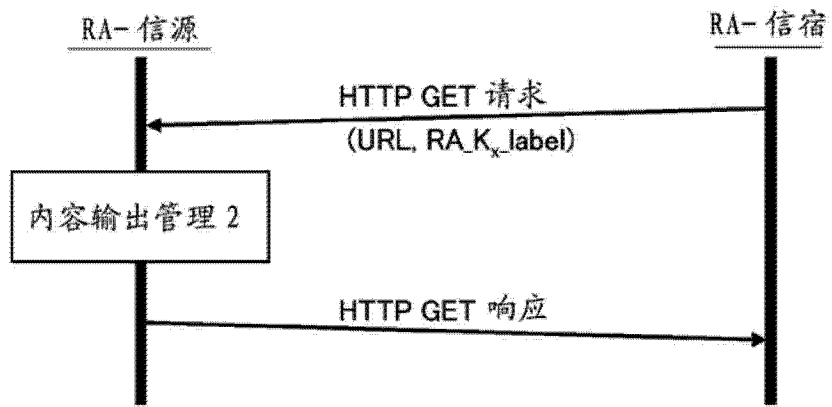 RA-信源
RA-信宿
HTTP GET 请求
(URL, RA_Kx_label)
内容输出管理 2
HTTP GET 响应